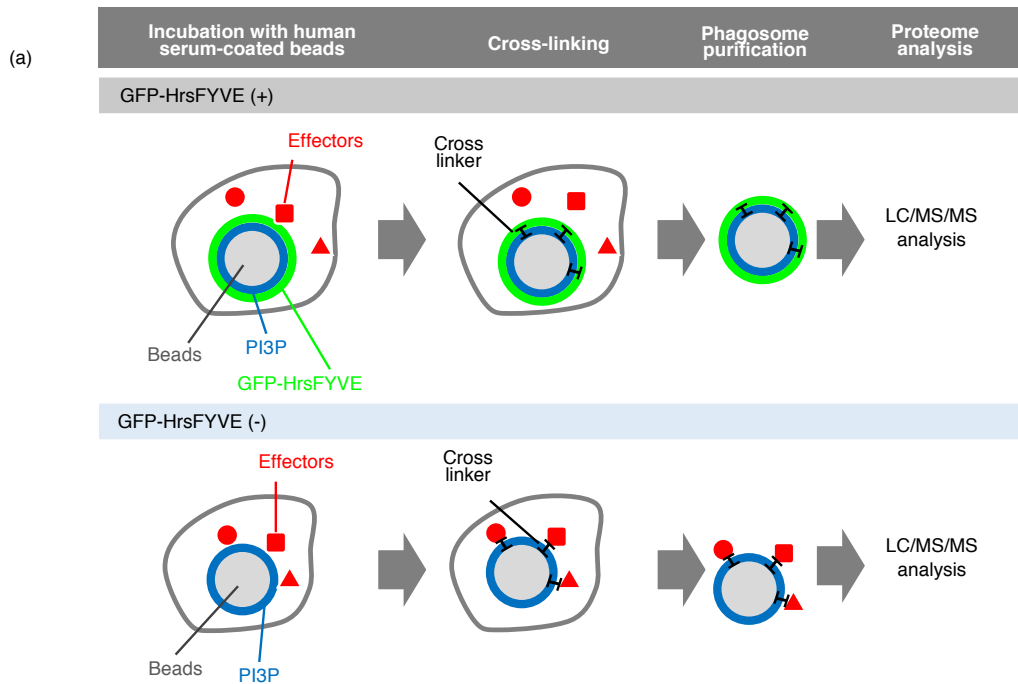 (a)
Incubation with human
serum-coated beads
Cross-linking
Phagosome
purification
Proteome
analysis
GFP-HrsFYVE (+)
Effectors
Cross
linker
LC/MS/MS
analysis
Beads
PI3P
GFP-HrsFYVE
GFP-HrsFYVE (-)
Effectors
Cross
linker
LC/MS/MS
analysis
Beads
PI3P